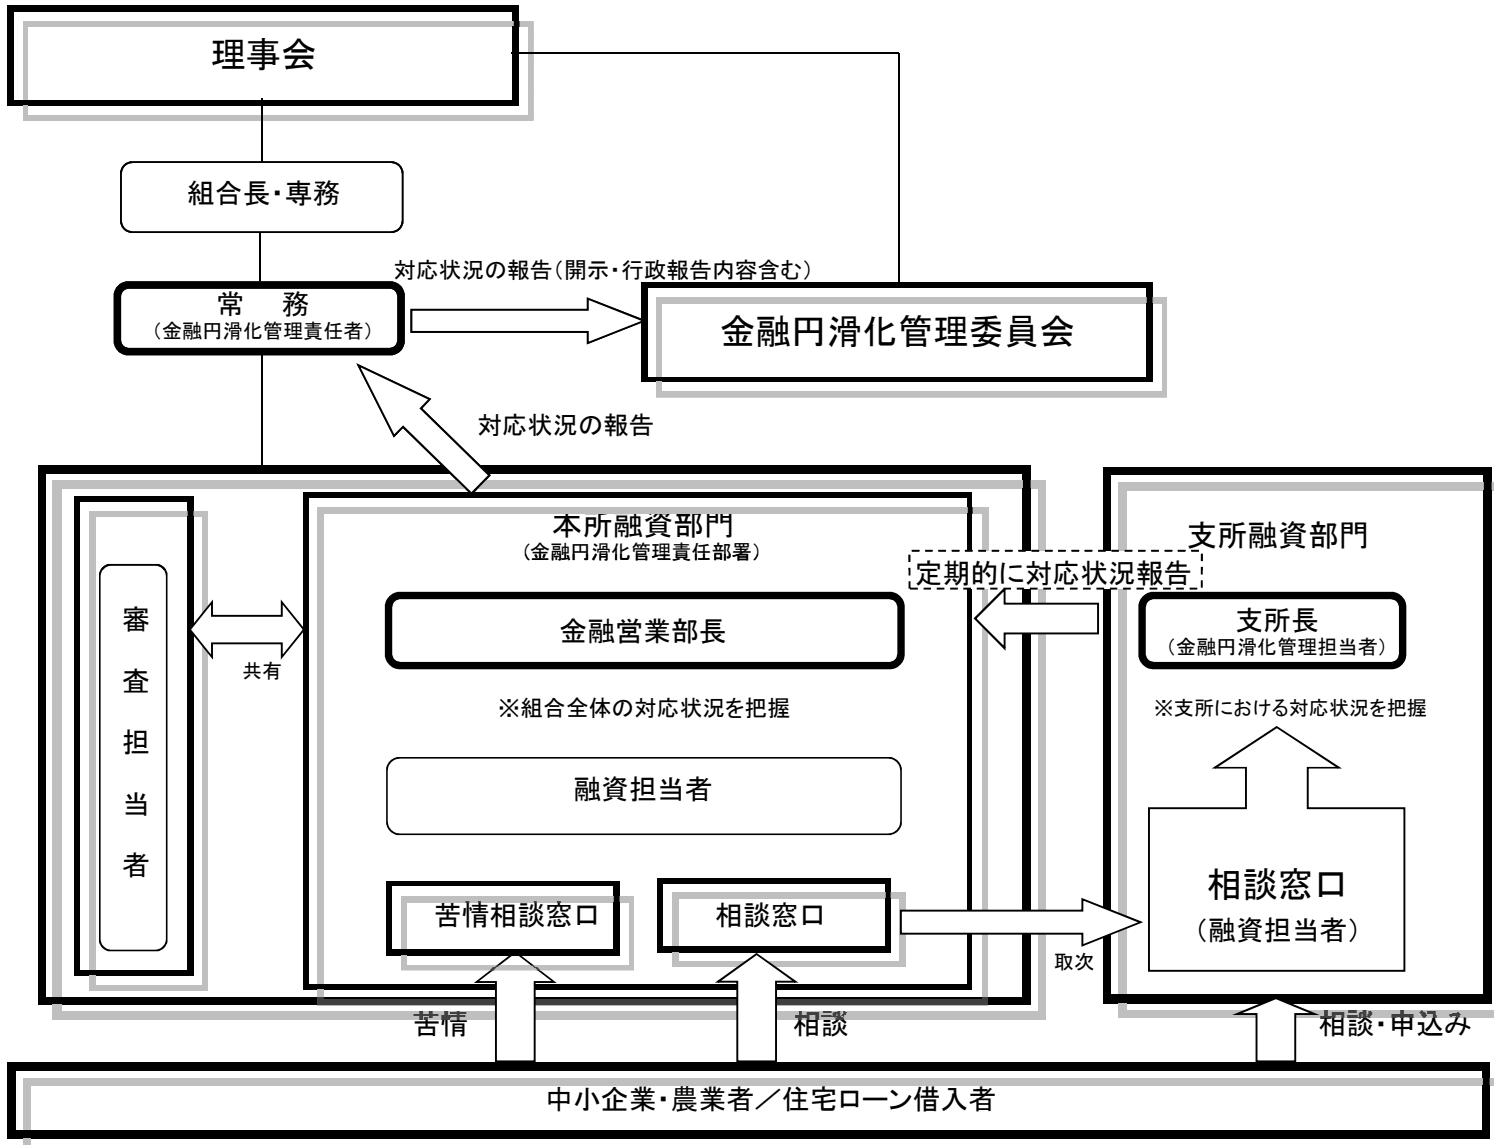 理事会
組合長・専務
対応状況の報告（開示・行政報告内容含む）
常　務
（金融円滑化管理責任者）
金融円滑化管理委員会
対応状況の報告
本所融資部門
（金融円滑化管理責任部署）
支所融資部門
定期的に対応状況報告
審査担当者
共有
金融営業部長
支所長
（金融円滑化管理担当者）
※組合全体の対応状況を把握
※支所における対応状況を把握
融資担当者
苦情相談窓口
相談窓口
取次
相談窓口
（融資担当者）
苦情
相談
相談・申込み
中小企業・農業者／住宅ローン借入者